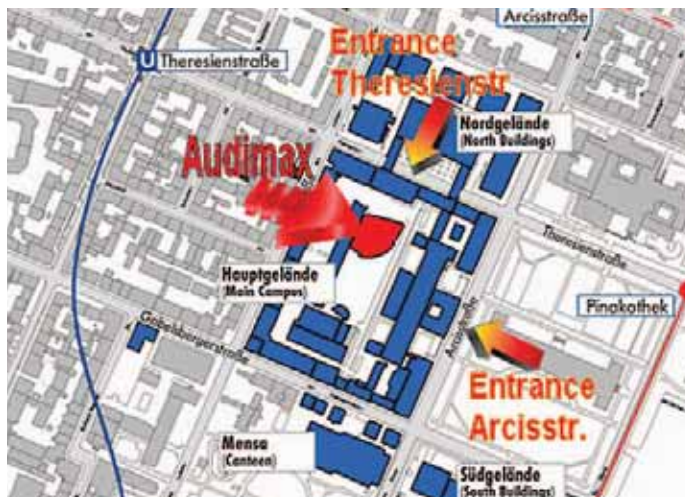 Arcisstraße
Entrance
Theresienstr
U Theresienstraße
Nordgelände
(North Buildings)
Audimax
Theresienstraße
Hauptgelände
(Main Campus)
Pinakothek
Arcisstraße
Gabelsbergerstraße
Entrance
Arcisstr.
Mensa
(Canteen)
Südgelände
(South Buildings)